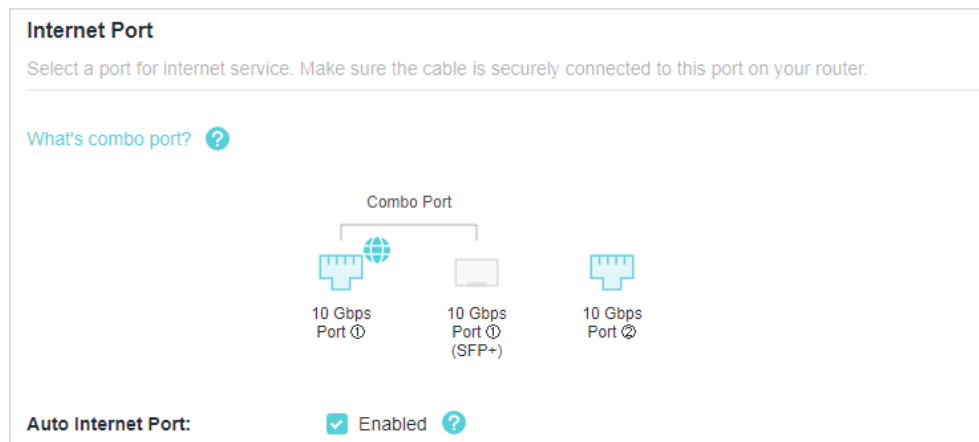 Internet Port
Select a port for internet service. Make sure the cable is securely connected to this port on your router.
What's combo port? ?
Combo Port
10 Gbps
Port ①
10 Gbps
Port ①
(SFP+)
10 Gbps
Port ②
Auto Internet Port: Enabled ?